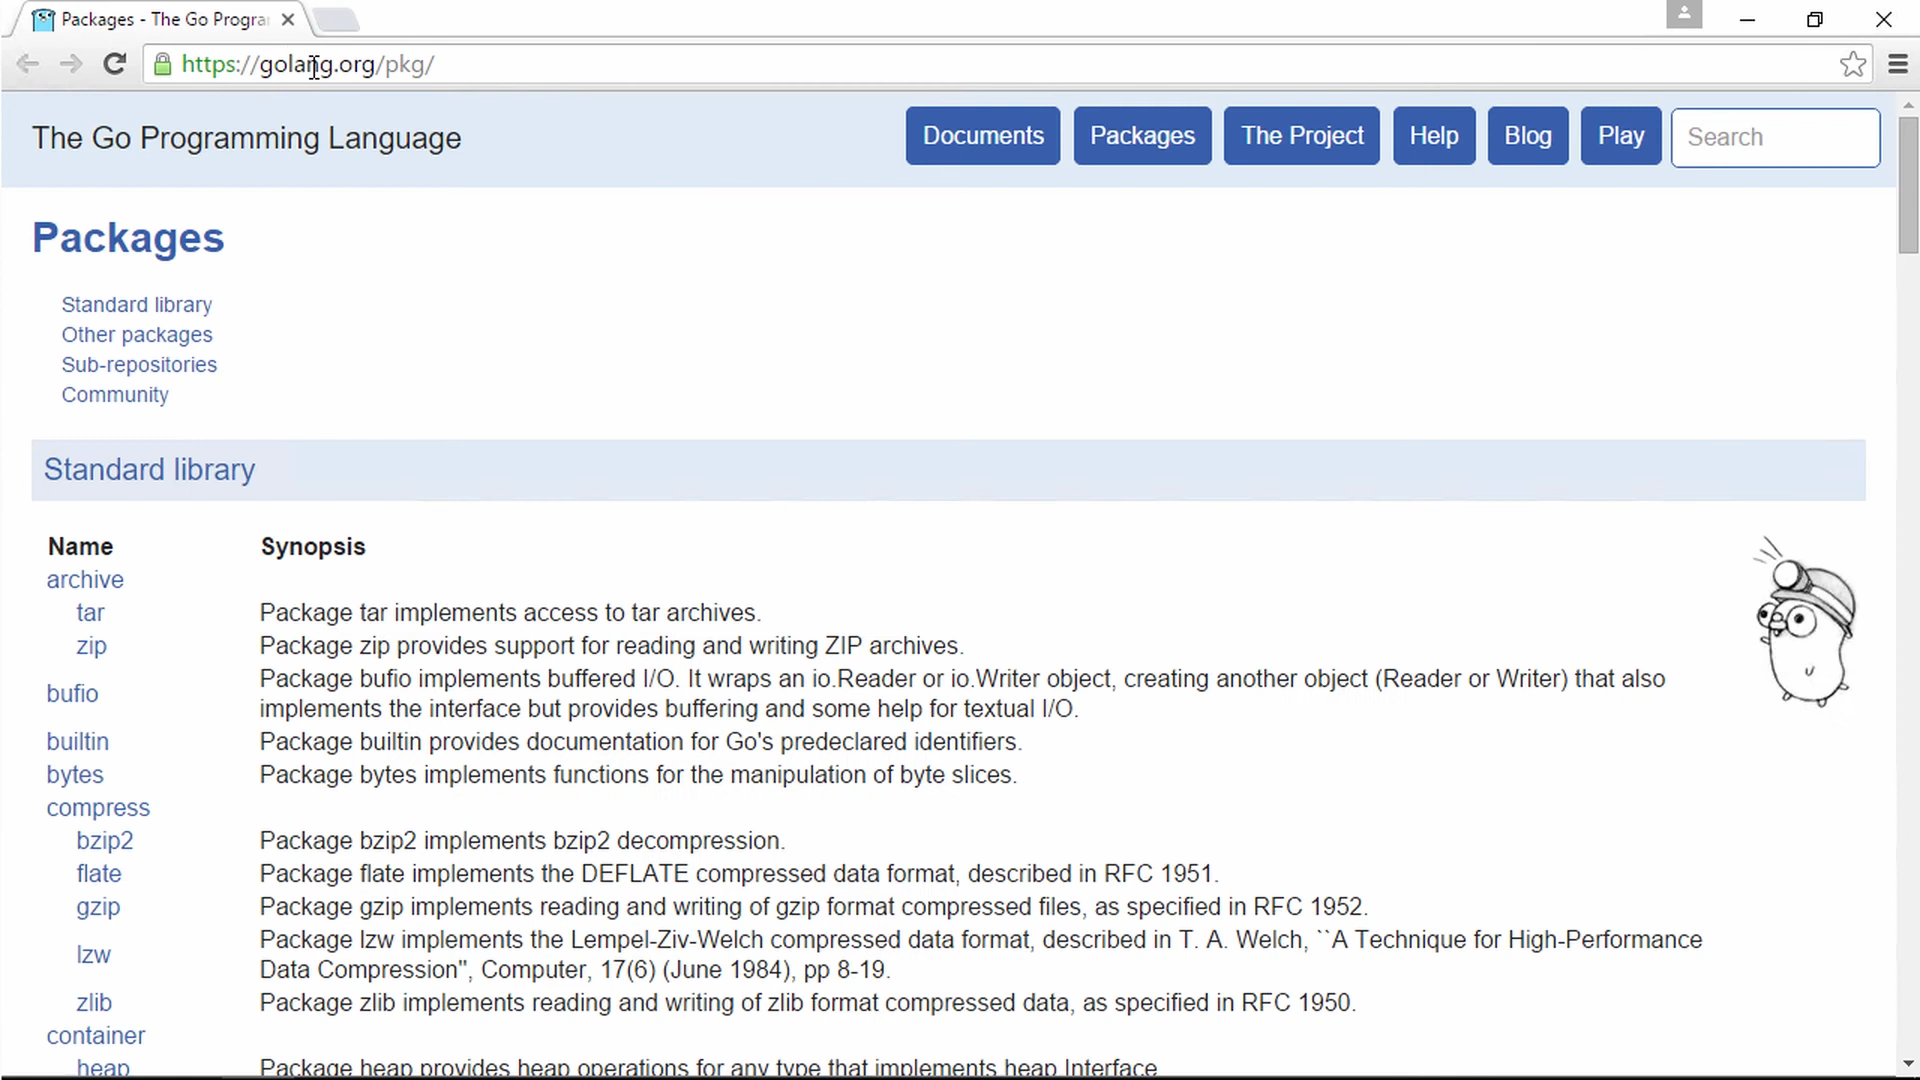 Packages - The Go Progra
https://golang.org/pkg/
The Go Programming Language
Documents
Packages
The Project
Help
Blog
Play
Search
Packages
Standard library
Other packages
Sub-repositories
Community
Standard library
Name Synopsis
archive
tar Package tar implements access to tar archives.
zip Package zip provides support for reading and writing ZIP archives.
bufio Package bufio implements buffered I/O. It wraps an io.Reader or io.Writer object, creating another object (Reader or Writer) that also
implements the interface but provides buffering and some help for textual I/O.
builtin Package builtin provides documentation for Go's predeclared identifiers.
bytes Package bytes implements functions for the manipulation of byte slices.
compress
bzip2 Package bzip2 implements bzip2 decompression.
flate Package flate implements the DEFLATE compressed data format, described in RFC 1951.
gzip Package gzip implements reading and writing of gzip format compressed files, as specified in RFC 1952.
lzw Package lzw implements the Lempel-Ziv-Welch compressed data format, described in T. A. Welch, ``A Technique for High-Performance
Data Compression'', Computer, 17(6) (June 1984), pp 8-19.
zlib Package zlib implements reading and writing of zlib format compressed data, as specified in RFC 1950.
container
heap Package heap provides heap operations for any type that implements heap.Interface